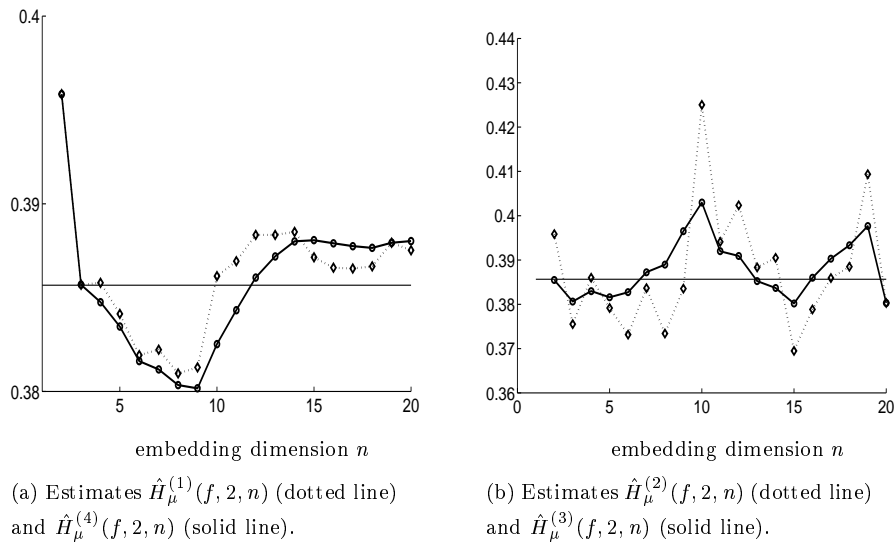 0.4
0.39
0.38
5 10 15 20
embedding dimension n
(a) Estimates Ĥ_μ^(1)(f, 2, n) (dotted line)
and Ĥ_μ^(4)(f, 2, n) (solid line).
0.44
0.43
0.42
0.41
0.4
0.39
0.38
0.37
0.36
0 5 10 15 20
embedding dimension n
(b) Estimates Ĥ_μ^(2)(f, 2, n) (dotted line)
and Ĥ_μ^(3)(f, 2, n) (solid line).